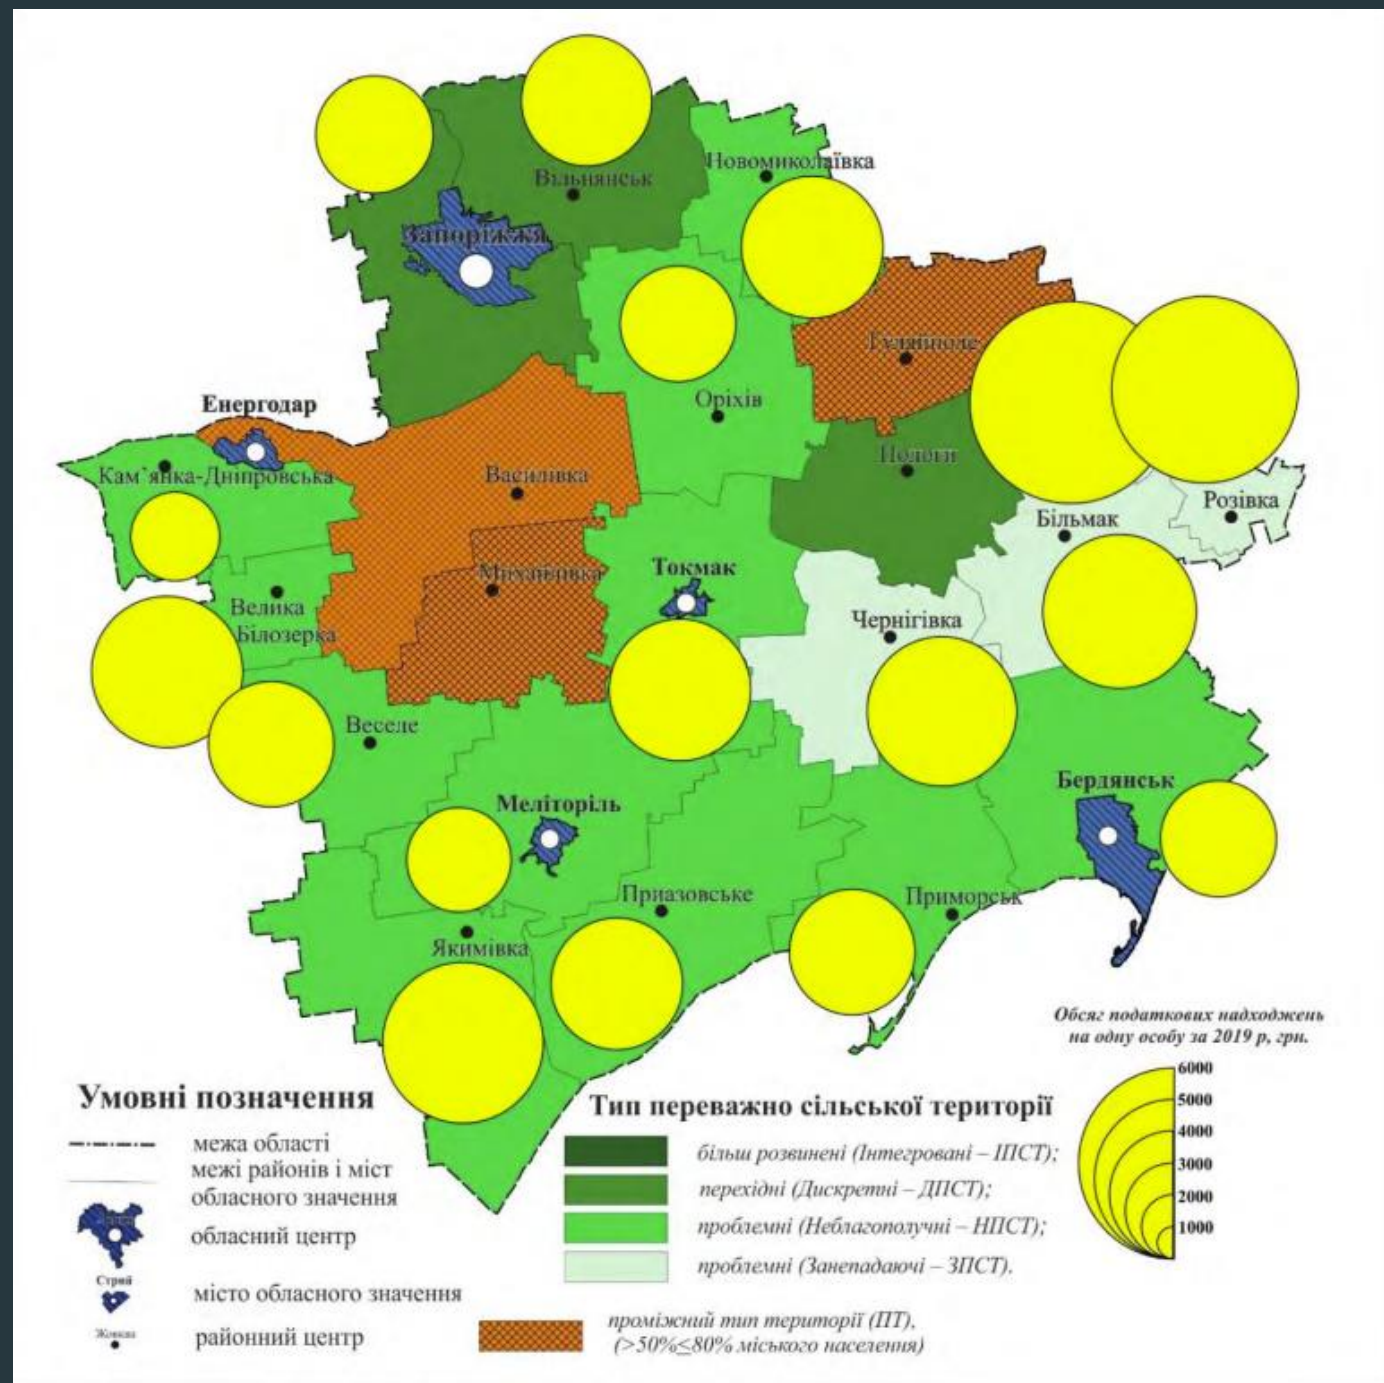 Новомиколаївка
Вільнянськ
Запоріжжя
Гуляйполе
Оріхів
Енергодар
Пологи
Кам’янка-Дніпровська
Василівка
Розівка
Більмак
Токмак
Михайлівка
Велика
Білозерка
Чернігівка
Веселе
Бердянськ
Меліторіль
Приазовське
Приморськ
Якимівка
Обсяг податкових надходжень
на одну особу за 2019 р, грн.
6000
5000
4000
3000
2000
1000
Умовні позначення
межа області
межі районів і міст
обласного значення
обласний центр
Стрий
місто обласного значення
Жовква
районний центр
Тип переважно сільської території
більш розвинені (Інтегровані – ІПСТ);
перехідні (Дискретні – ДПСТ);
проблемні (Неблагополучні – НПСТ);
проблемні (Занепадаючі – ЗПСТ).
проміжний тип території (ПТ),
(>50%≤80% міського населення)